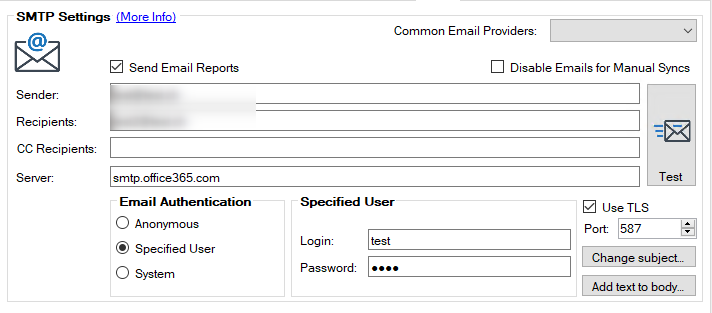 SMTP Settings (More Info)
Common Email Providers:
Send Email Reports
Disable Emails for Manual Syncs
Sender:
Recipients:
CC Recipients:
Server: smtp.office365.com
Test
Email Authentication
Anonymous
Specified User
System
Specified User
Login: test
Password: ●●●●
Use TLS
Port: 587
Change subject...
Add text to body...